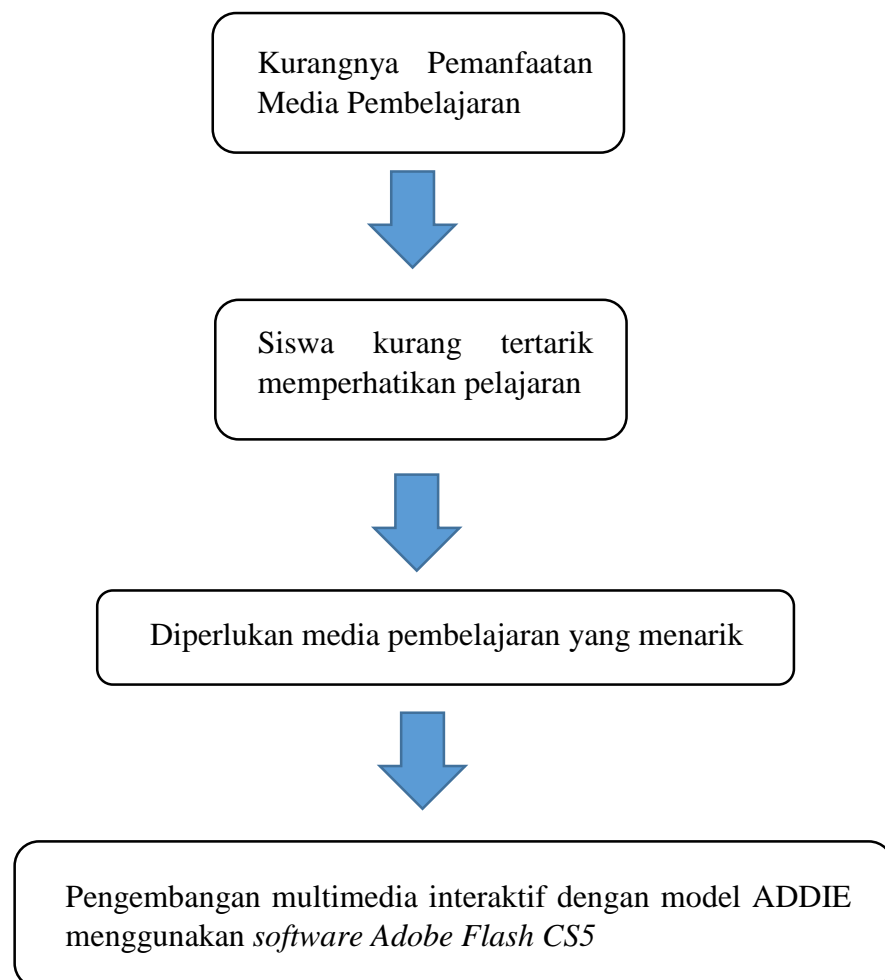 Kurangnya Pemanfaatan
Media Pembelajaran
Siswa kurang tertarik
memperhatikan pelajaran
Diperlukan media pembelajaran yang menarik
Pengembangan multimedia interaktif dengan model ADDIE
menggunakan software Adobe Flash CS5